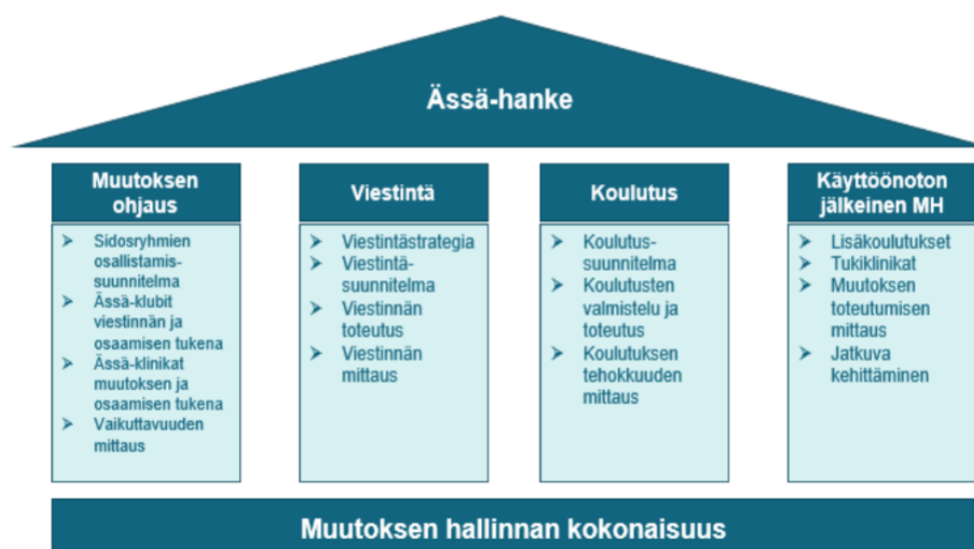 Ässä-hanke
Muutoksen
ohjaus
Sidosryhmien
osallistamis-
suunnitelma
Ässä-klubit
viestinnän ja
osaamisen tukena
Ässä-klinikat
muutoksen ja
osaamisen tukena
Vaikuttavuuden
mittaus
Viestintä
Viestintästrategia
Viestintä-
suunnitelma
Viestinnän
toteutus
Viestinnän
mittaus
Koulutus
Koulutus-
suunnitelma
Koulutusten
valmistelu ja
toteutus
Koulutuksen
tehokkuuden
mittaus
Käyttöönoton
jälkeinen MH
Lisäkoulutukset
Tukiklinikat
Muutoksen
toteutumisen
mittaus
Jatkuva
kehittäminen
Muutoksen hallinnan kokonaisuus